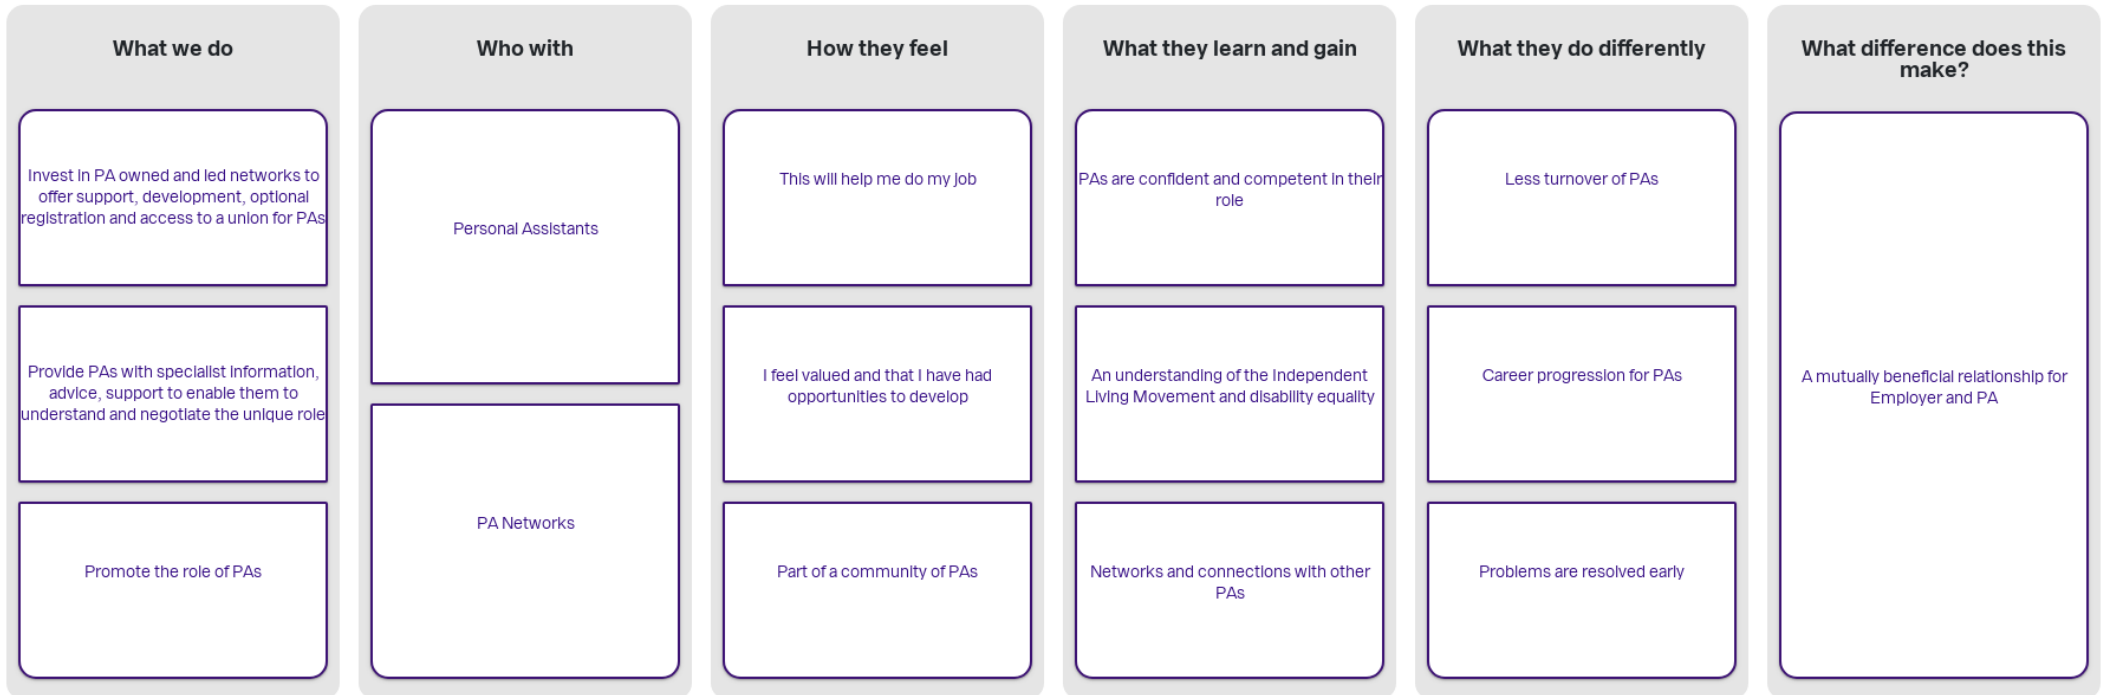 What we do
Invest in PA owned and led networks to
offer support, development, optional
registration and access to a union for PAs
Provide PAs with specialist information,
advice, support to enable them to
understand and negotiate the unique role
Promote the role of PAs
Who with
Personal Assistants
PA Networks
How they feel
This will help me do my job
I feel valued and that I have had
opportunities to develop
Part of a community of PAs
What they learn and gain
PAs are confident and competent in their
role
An understanding of the Independent
Living Movement and disability equality
Networks and connections with other
PAs
What they do differently
Less turnover of PAs
Career progression for PAs
Problems are resolved early
What difference does this
make?
A mutually beneficial relationship for
Employer and PA